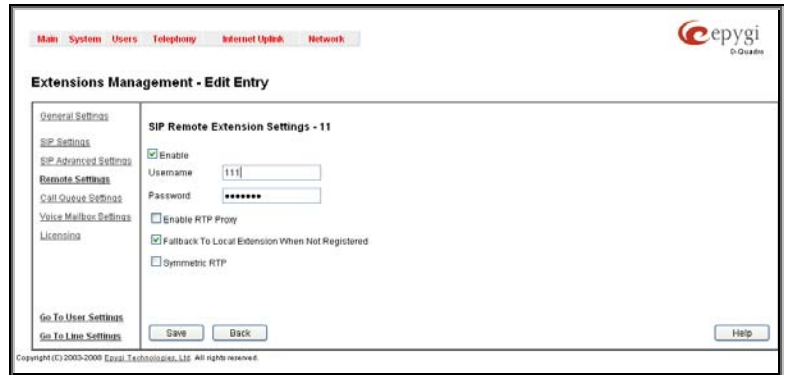 Main System Users Telephony Internet Uplink Network
epygi
D-Quadro
Extensions Management - Edit Entry
General Settings
SIP Settings
SIP Advanced Settings
Remote Settings
Call Queue Settings
Voice Mailbox Settings
Licensing
Go To User Settings
Go To Line Settings
SIP Remote Extension Settings - 11
Enable
Username 111
Password •••••••
Enable RTP Proxy
Fallback To Local Extension When Not Registered
Symmetric RTP
Save Back Help
Copyright (C) 2003-2008 Epygi Technologies, Ltd. All rights reserved.